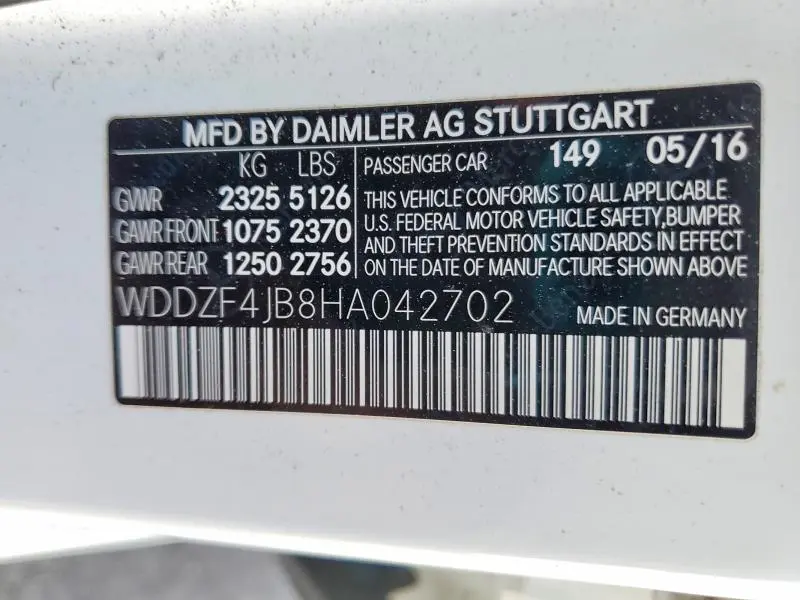 MFD BY DAIMLER AG STUTTGART
KG LBS
GVWR 2325 5126
GAWR FRONT 1075 2370
GAWR REAR 1250 2756
PASSENGER CAR 149 05/16
THIS VEHICLE CONFORMS TO ALL APPLICABLE
U.S. FEDERAL MOTOR VEHICLE SAFETY,BUMPER
AND THEFT PREVENTION STANDARDS IN EFFECT
ON THE DATE OF MANUFACTURE SHOWN ABOVE
WDDZF4JB8HA042702
MADE IN GERMANY